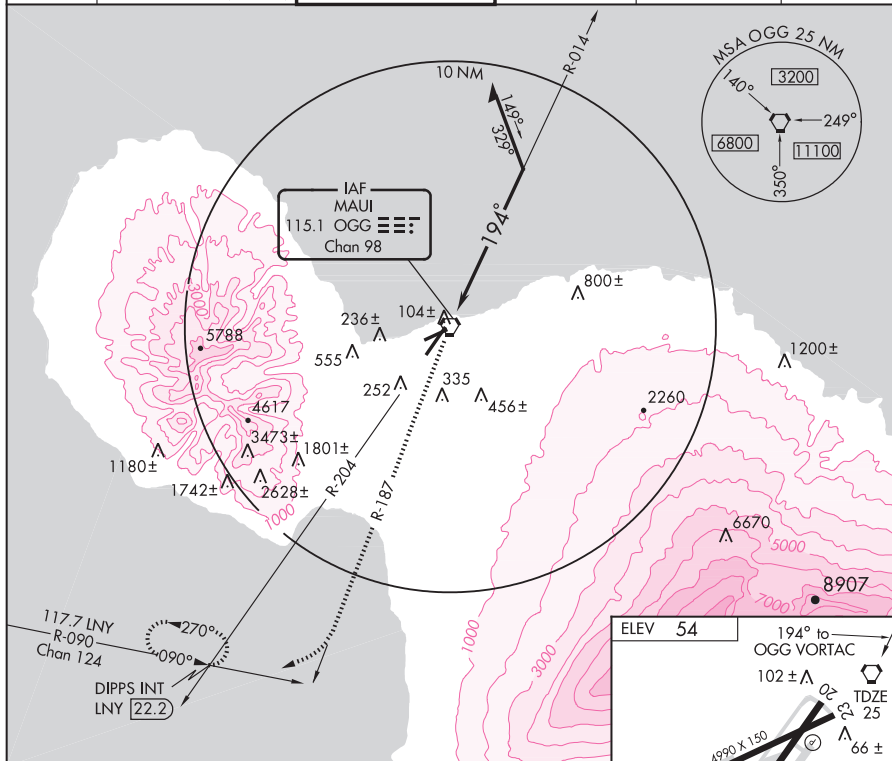 MSA OGG 25 NM
3200
140°
249°
6800
11100
350°
10 NM
R-014
149°
329°
194°
IAF
MAUI
115.1 OGG
Chan 98
800±
104±
236±
555
5788
3000
1200±
252
335
456±
2260
4617
3473±
1801±
1180±
1742±
2628±
1000
R-204
R-187
6670
5000
8907
7000
1000
3000
117.7 LNY
R-090
Chan 124
270°
090°
DIPPS INT
LNY 22.2
ELEV 54
194° to
OGG VORTAC
102 ±
TDZE
25
20
23
4990 X 150
66 ±